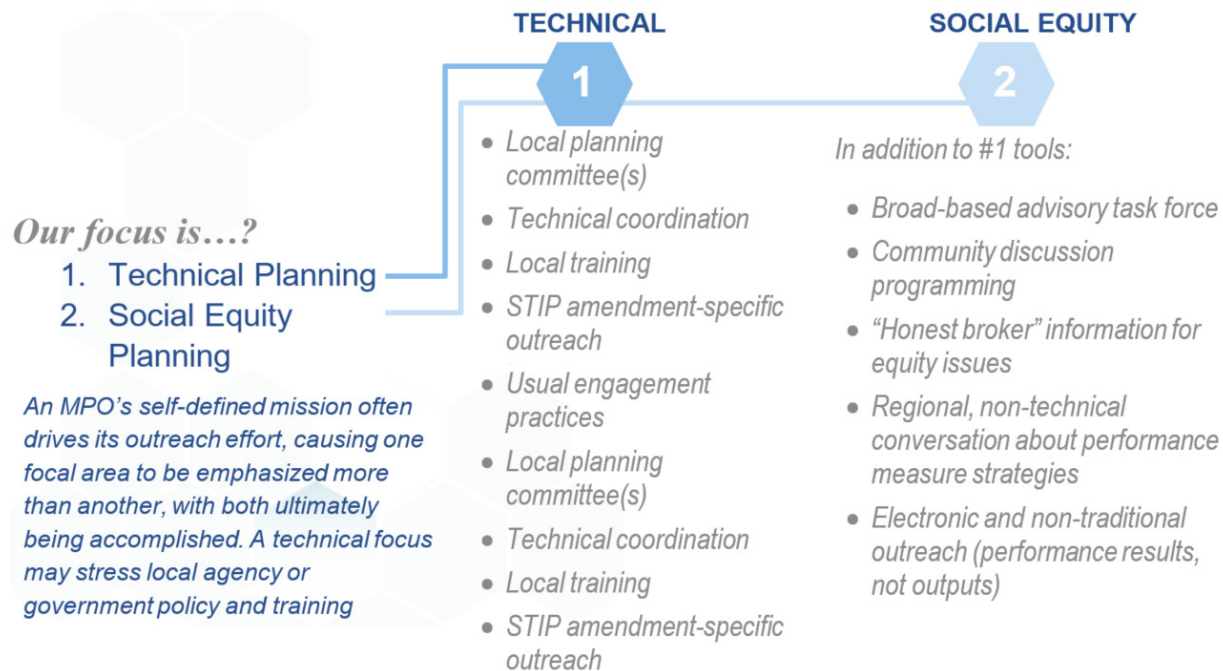 Our focus is…?
1. Technical Planning
2. Social Equity
Planning
An MPO’s self-defined mission often
drives its outreach effort, causing one
focal area to be emphasized more
than another, with both ultimately
being accomplished. A technical focus
may stress local agency or
government policy and training
TECHNICAL
1
• Local planning
committee(s)
• Technical coordination
• Local training
• STIP amendment-specific
outreach
• Usual engagement
practices
• Local planning
committee(s)
• Technical coordination
• Local training
• STIP amendment-specific
outreach
SOCIAL EQUITY
2
In addition to #1 tools:
• Broad-based advisory task force
• Community discussion
programming
• “Honest broker” information for
equity issues
• Regional, non-technical
conversation about performance
measure strategies
• Electronic and non-traditional
outreach (performance results,
not outputs)